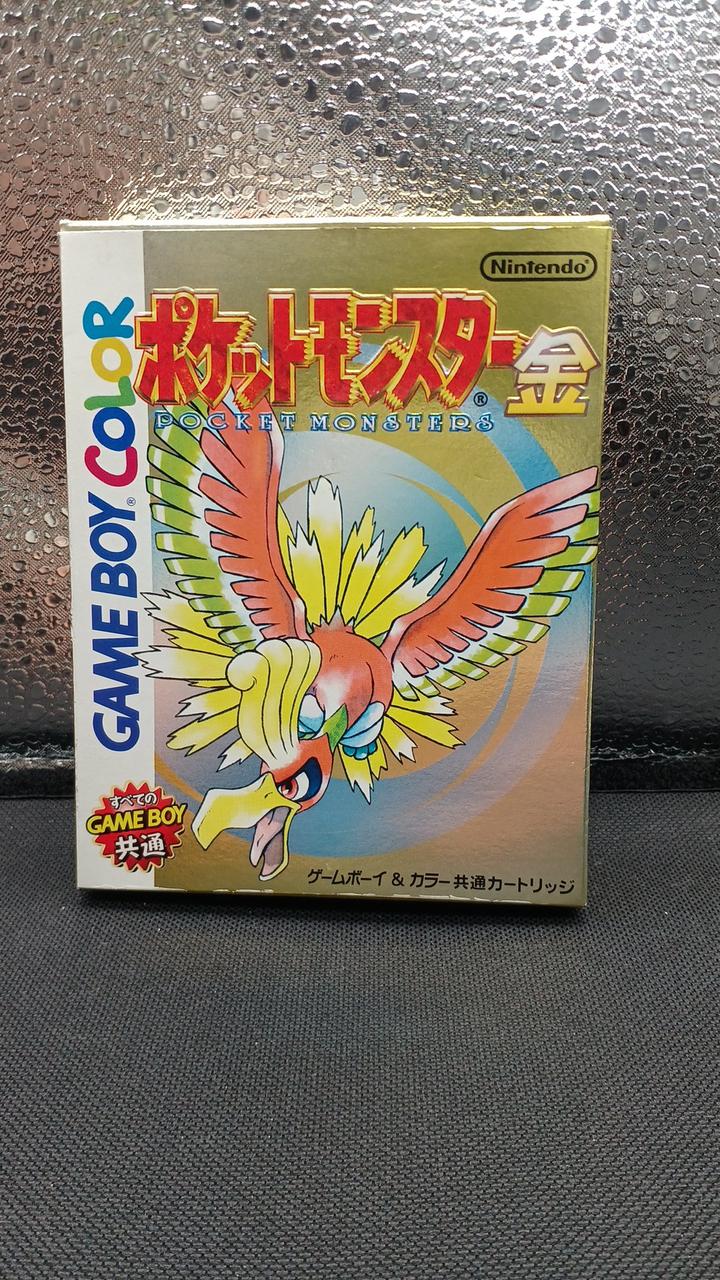 Nintendo®
ポケットモンスター金
®
POCKET MONSTERS
GAME BOY® COLOR
すべての
GAME BOY
共通
ゲームボーイ & カラー共通カートリッジ